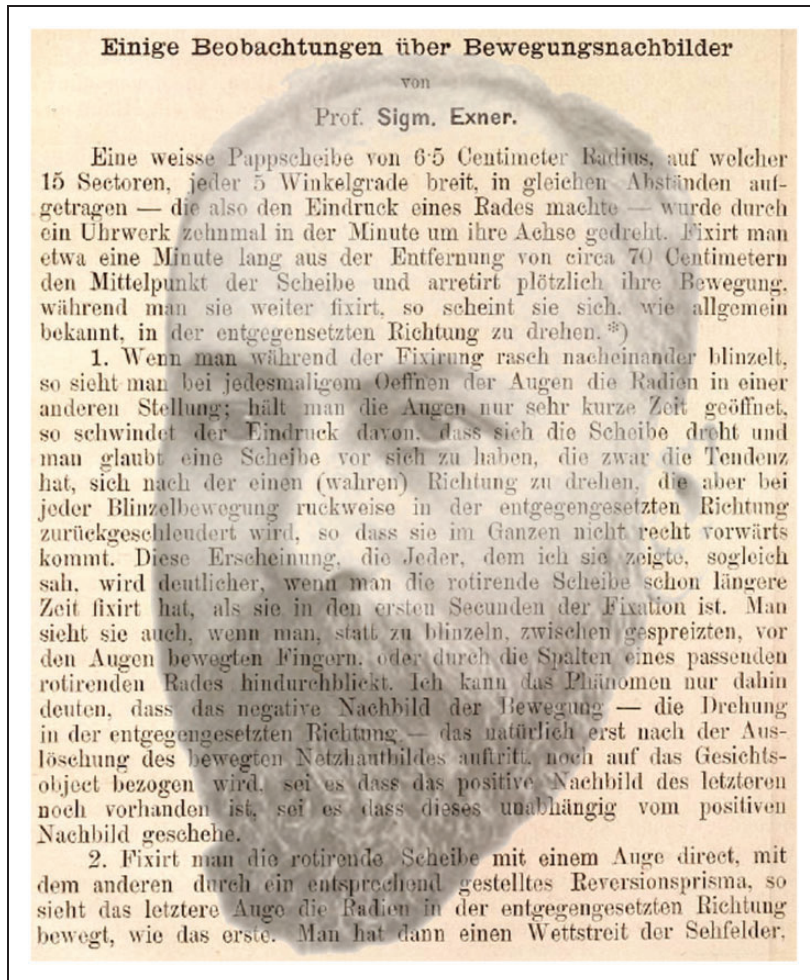 Einige Beobachtungen über Bewegungsnachbilder
von
Prof. Sigm. Exner.
Eine weisse Pappscheibe von 6·5 Centimeter Radius, auf welcher
15 Sectoren, jeder 5 Winkelgrade breit, in gleichen Abständen auf-
getragen — die also den Eindruck eines Rades machte — wurde durch
ein Uhrwerk zehnmal in der Minute um ihre Achse gedreht. Fixirt man
etwa eine Minute lang aus der Entfernung von circa 70 Centimetern
den Mittelpunkt der Scheibe und arretirt plötzlich ihre Bewegung,
während man sie weiter fixirt, so scheint sie sich, wie allgemein
bekannt, in der entgegensetzten Richtung zu drehen.*)
1. Wenn man während der Fixirung rasch nacheinander blinzelt,
so sieht man bei jedesmaligem Oeffnen der Augen die Radien in einer
anderen Stellung; hält man die Augen nur sehr kurze Zeit geöffnet,
so schwindet der Eindruck davon, dass sich die Scheibe dreht und
man glaubt eine Scheibe vor sich zu haben, die zwar die Tendenz
hat, sich nach der einen (wahren) Richtung zu drehen, die aber bei
jeder Blinzelbewegung ruckweise in der entgegengesetzten Richtung
zurückgeschleudert wird, so dass sie im Ganzen nicht recht vorwärts
kommt. Diese Erscheinung, die Jeder, dem ich sie zeigte, sogleich
sah, wird deutlicher, wenn man die rotirende Scheibe schon längere
Zeit fixirt hat, als sie in den ersten Secunden der Fixation ist. Man
sieht sie auch, wenn man, statt zu blinzeln, zwischen gespreizten, vor
den Augen bewegten Fingern, oder durch die Spalten eines passenden
rotirenden Rades hindurchblickt. Ich kann das Phänomen nur dahin
deuten, dass das negative Nachbild der Bewegung — die Drehung
in der entgegengesetzten Richtung — das natürlich erst nach der Aus-
löschung des bewegten Netzhautbildes auftritt, noch auf das Gesichts-
object bezogen wird, sei es dass das positive Nachbild des letzteren
noch vorhanden ist, sei es dass dieses unabhängig vom positiven
Nachbild geschehe.
2. Fixirt man die rotirende Scheibe mit einem Auge direct, mit
dem anderen durch ein entsprechend gestelltes Reversionsprisma, so
sieht das letztere Auge die Radien in der entgegengesetzten Richtung
bewegt, wie das erste. Man hat dann einen Wettstreit der Sehfelder,